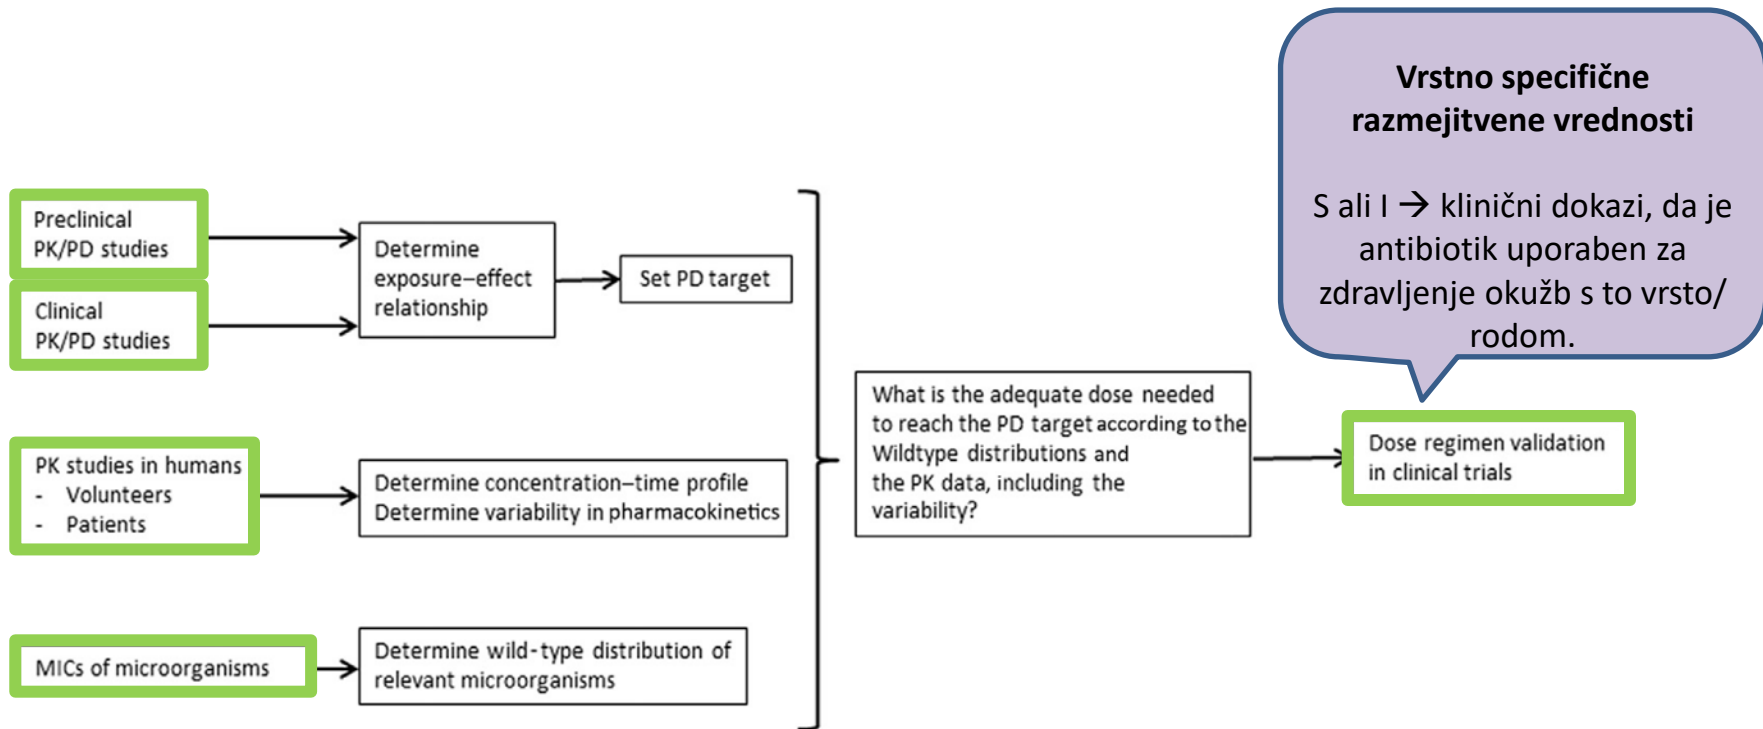 Vrstno specifične
razmejitvene vrednosti
S ali I → klinični dokazi, da je
antibiotik uporaben za
zdravljenje okužb s to vrsto/
rodom.
Preclinical
PK/PD studies
Clinical
PK/PD studies
Determine
exposure–effect
relationship
Set PD target
PK studies in humans
- Volunteers
- Patients
Determine concentration–time profile
Determine variability in pharmacokinetics
MICs of microorganisms
Determine wild-type distribution of
relevant microorganisms
What is the adequate dose needed
to reach the PD target according to the
Wildtype distributions and
the PK data, including the
variability?
Dose regimen validation
in clinical trials